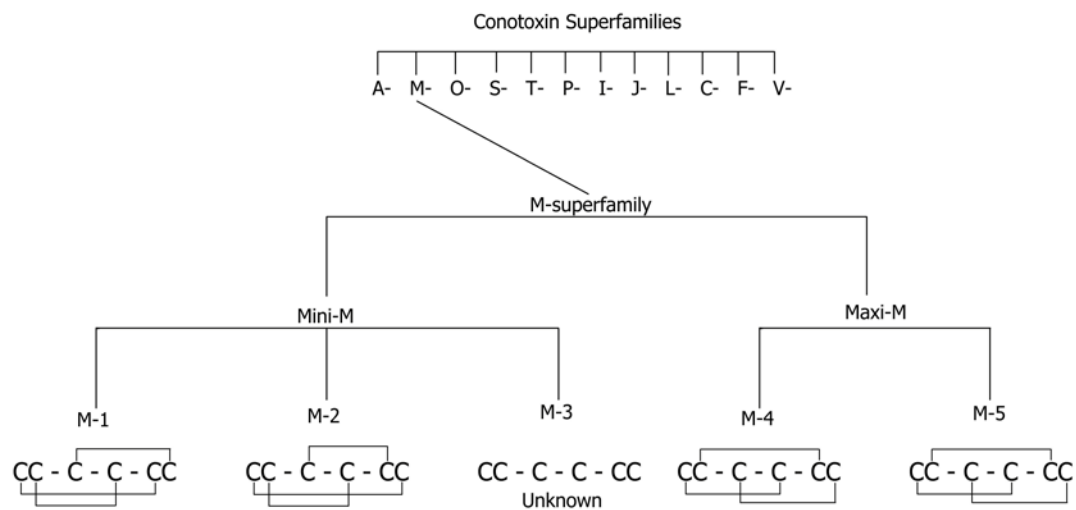 Conotoxin Superfamilies
A- M- O- S- T- P- I- J- L- C- F- V-
M-superfamily
Mini-M Maxi-M
M-1 M-2 M-3 M-4 M-5
CC - C - C - CC CC - C - C - CC CC - C - C - CC CC - C - C - CC CC - C - C - CC
Unknown